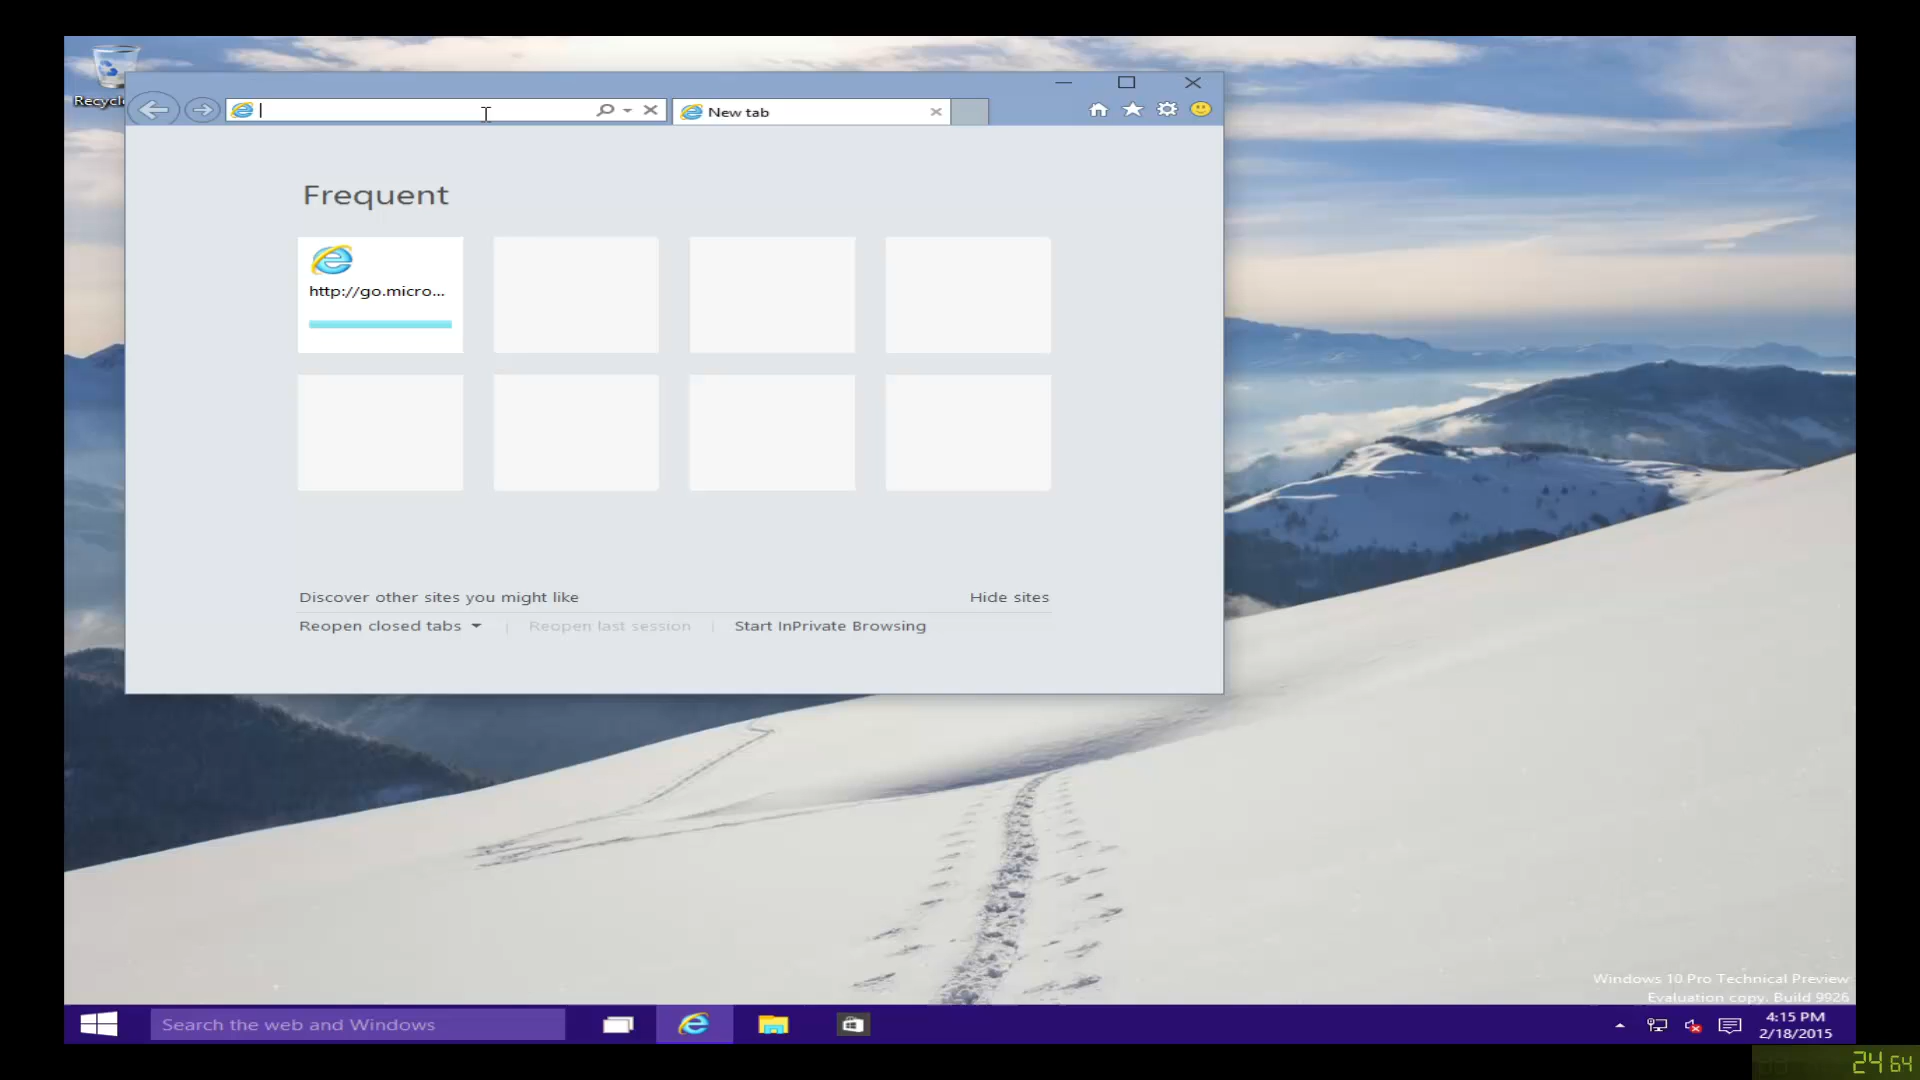 Recycl
New tab
Frequent
http://go.micro...
Discover other sites you might like
Hide sites
Reopen closed tabs
Reopen last session
Start InPrivate Browsing
Windows 10 Pro Technical Preview
Evaluation copy. Build 9926
Search the web and Windows
4:15 PM
2/18/2015
24 64